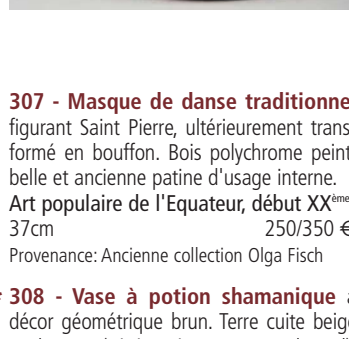 307 - Masque de danse traditionne
figurant Saint Pierre, ultérieurement trans
formé en bouffon. Bois polychrome peint
belle et ancienne patine d'usage interne.
Art populaire de l'Equateur, début XXème
37cm 250/350 €
Provenance: Ancienne collection Olga Fisch
308 - Vase à potion shamanique à
décor géométrique brun. Terre cuite beig